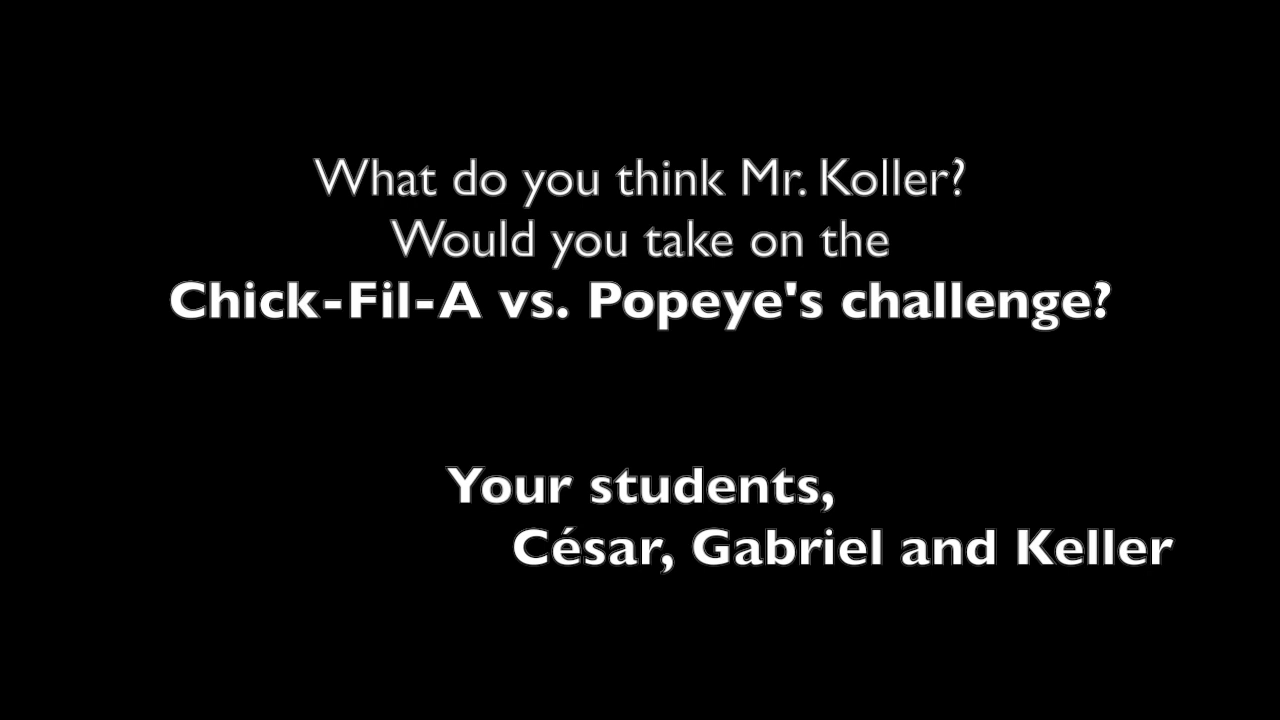 What do you think Mr. Koller?
Would you take on the
Chick-Fil-A vs. Popeye's challenge?
Your students,
César, Gabriel and Keller